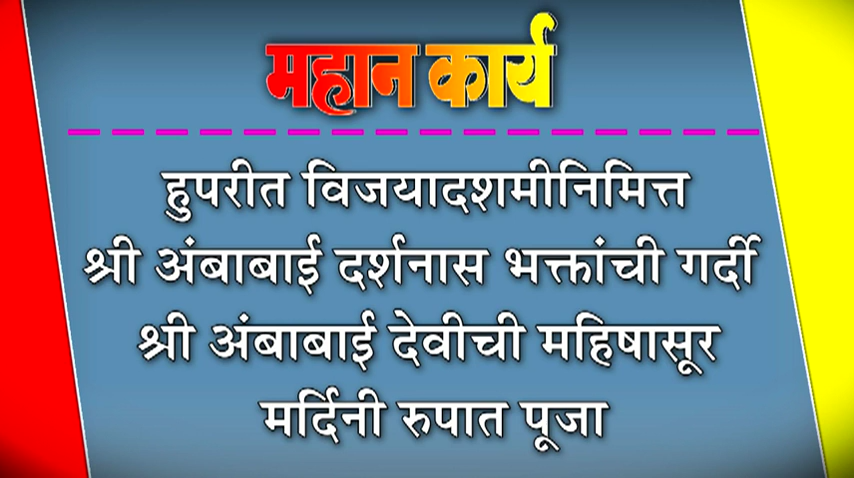 महान कार्य
हुपरीत विजयादशमीनिमित्त
श्री अंबाबाई दर्शनास भक्तांची गर्दी
श्री अंबाबाई देवीची महिषासूर
मर्दिनी रुपात पूजा